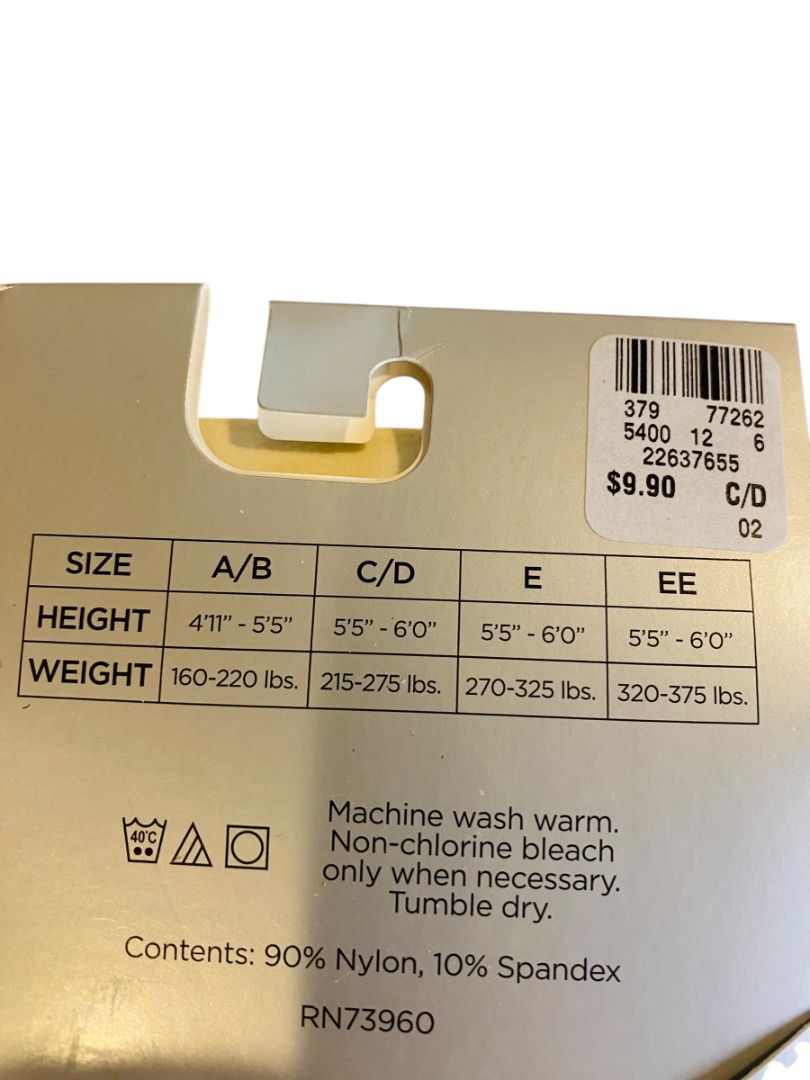 379 77262
5400 12 6
22637655
$9.90 C/D
02
SIZE A/B C/D E EE
HEIGHT 4'11” - 5'5” 5'5” - 6'0” 5'5” - 6'0” 5'5” - 6'0”
WEIGHT 160-220 lbs. 215-275 lbs. 270-325 lbs. 320-375 lbs.
40°C
Machine wash warm.
Non-chlorine bleach
only when necessary.
Tumble dry.
Contents: 90% Nylon, 10% Spandex
RN73960